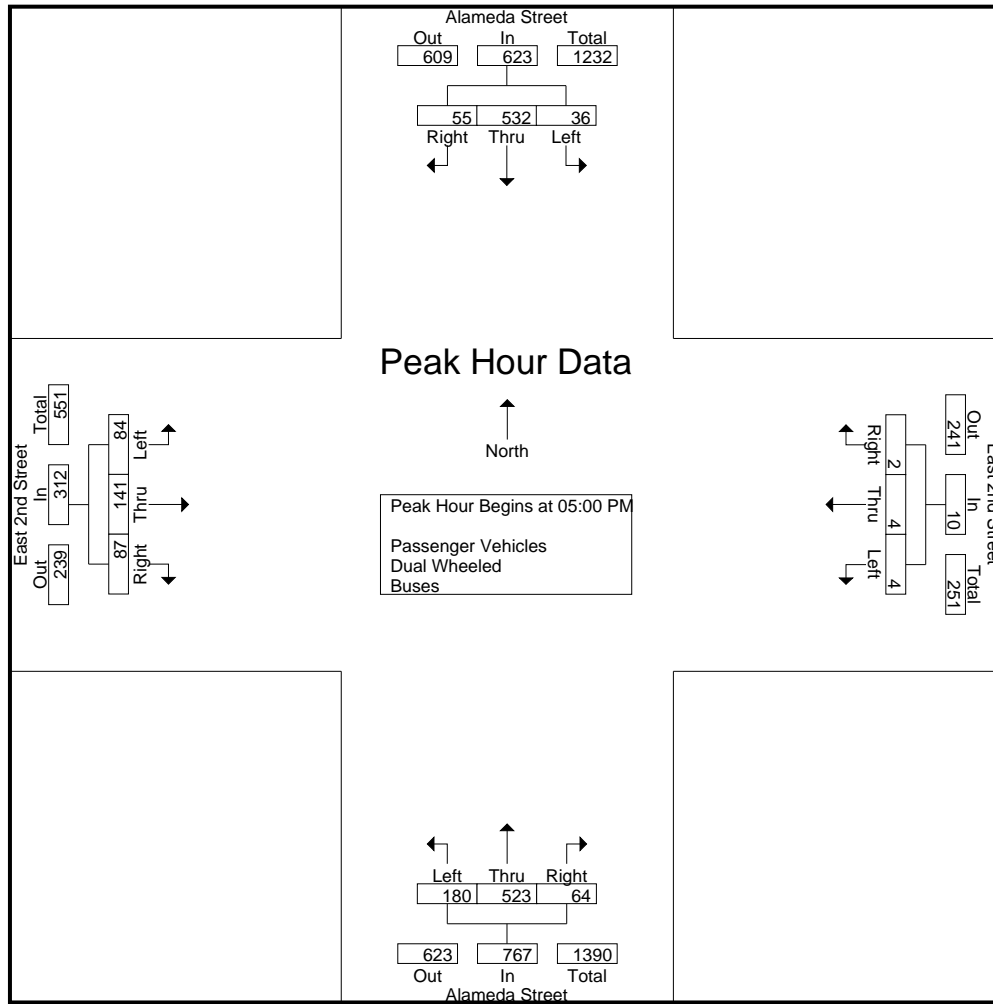 Alameda Street
Out In Total
609 623 1232
55 532 36
Right Thru Left
Peak Hour Data
North
Peak Hour Begins at 05:00 PM
Passenger Vehicles
Dual Wheeled
Buses
East 2nd Street
Out In Total
239 312 551
Right Thru Left
87 141 84
East 2nd Street
Out In Total
241 10 251
Right Thru Left
2 4 4
Left Thru Right
180 523 64
623 767 1390
Out In Total
Alameda Street